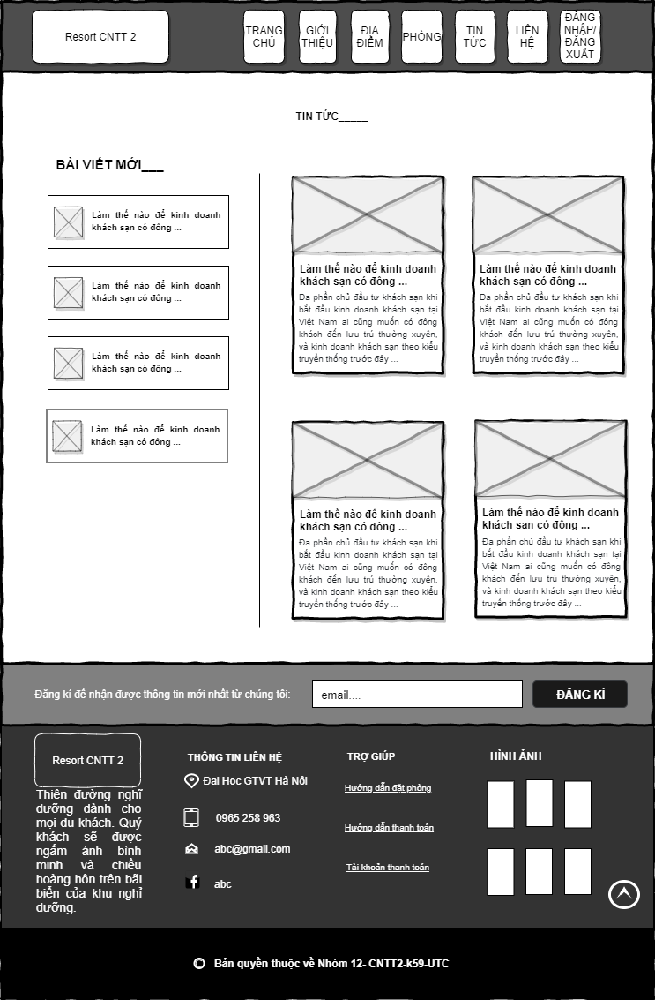 Resort CNTT 2
TRANG
CHỦ
GIỚI
THIỆU
ĐỊA
ĐIỂM
PHÒNG
TIN
TỨC
LIÊN
HỆ
ĐĂNG
NHẬP/
ĐĂNG
XUẤT
TIN TỨC_____
BÀI VIẾT MỚI___
Làm thế nào để kinh doanh
khách sạn có đông ...
Làm thế nào để kinh doanh
khách sạn có đông ...
Làm thế nào để kinh doanh
khách sạn có đông ...
Làm thế nào để kinh doanh
khách sạn có đông ...
Làm thế nào để kinh doanh
khách sạn có đông ...
Đa phần chủ đầu tư khách sạn khi
bắt đầu kinh doanh khách sạn tại
Việt Nam ai cũng muốn có đông
khách đến lưu trú thường xuyên,
và kinh doanh khách sạn theo kiểu
truyền thống trước đây ...
Làm thế nào để kinh doanh
khách sạn có đông ...
Đa phần chủ đầu tư khách sạn khi
bắt đầu kinh doanh khách sạn tại
Việt Nam ai cũng muốn có đông
khách đến lưu trú thường xuyên,
và kinh doanh khách sạn theo kiểu
truyền thống trước đây ...
Làm thế nào để kinh doanh
khách sạn có đông ...
Đa phần chủ đầu tư khách sạn khi
bắt đầu kinh doanh khách sạn tại
Việt Nam ai cũng muốn có đông
khách đến lưu trú thường xuyên,
và kinh doanh khách sạn theo kiểu
truyền thống trước đây ...
Làm thế nào để kinh doanh
khách sạn có đông ...
Đa phần chủ đầu tư khách sạn khi
bắt đầu kinh doanh khách sạn tại
Việt Nam ai cũng muốn có đông
khách đến lưu trú thường xuyên,
và kinh doanh khách sạn theo kiểu
truyền thống trước đây ...
Đăng kí để nhận được thông tin mới nhất từ chúng tôi:
email....
ĐĂNG KÍ
Resort CNTT 2
Thiên đường nghĩ
dưỡng dành cho
mọi du khách. Quý
khách sẽ được
ngắm ánh bình
minh và chiều
hoàng hôn trên bãi
biển của khu nghỉ
dưỡng.
THÔNG TIN LIÊN HỆ
Đại Học GTVT Hà Nội
0965 258 963
abc@gmail.com
abc
TRỢ GIÚP
Hướng dẫn đặt phòng
Hướng dẫn thanh toán
Tài khoản thanh toán
HÌNH ẢNH
© Bản quyền thuộc về Nhóm 12- CNTT2-k59-UTC